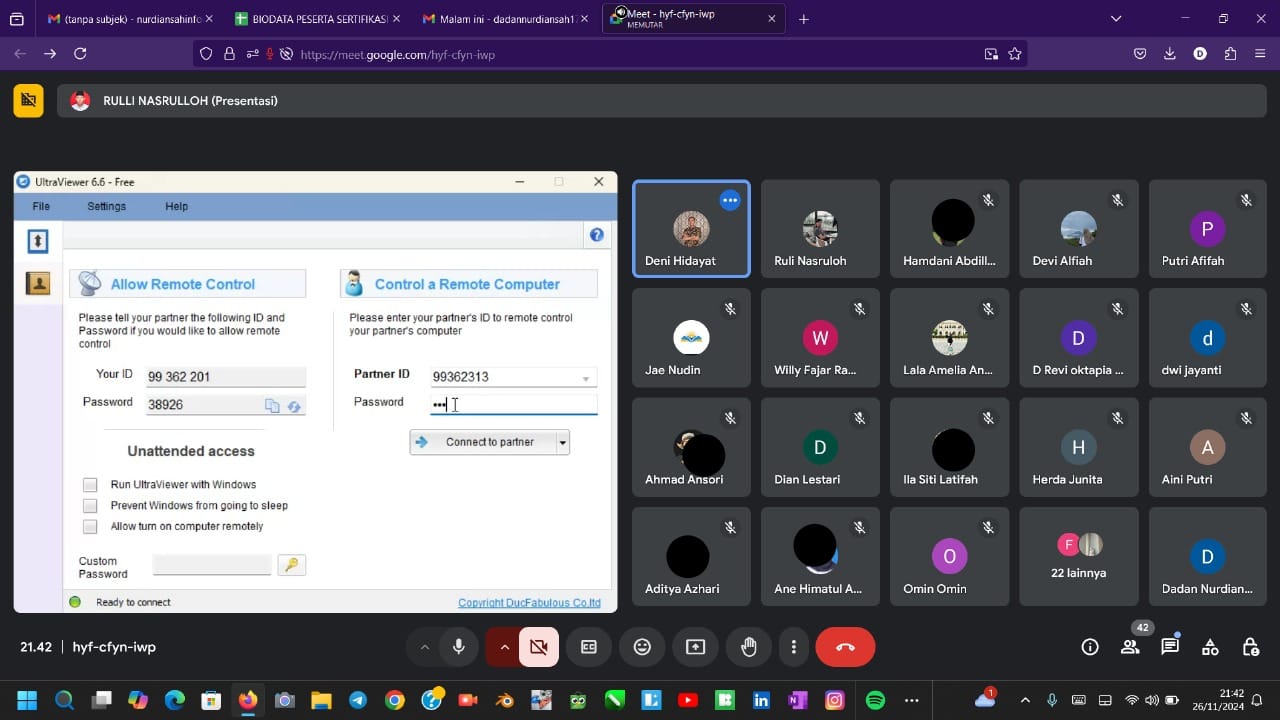 (tanpa subjek) - nurdiansahinfo
BIODATA PESERTA SERTIFIKASI
Malam ini - dadannurdiansah1
Meet - hyf-cfyn-iwp
MEMUTAR
https://meet.google.com/hyf-cfyn-iwp
D
RULLI NASRULLOH (Presentasi)
UltraViewer 6.6 - Free
File Settings Help
Allow Remote Control
Please tell your partner the following ID and
Password if you would like to allow remote
control
Your ID 99 362 201
Password 38926
Unattended access
Run UltraViewer with Windows
Prevent Windows from going to sleep
Allow turn on computer remotely
Custom
Password
Control a Remote Computer
Please enter your partner's ID to remote control
your partner's computer
Partner ID 99362313
Password •••
Connect to partner
Ready to connect
Copyright DucFabulous Co.ltd
Deni Hidayat
Ruli Nasruloh
Hamdani Abdill...
Devi Alfiah
P
Putri Afifah
Jae Nudin
W
Willy Fajar Ra...
Lala Amelia An...
D
D Revi oktapia ...
d
dwi jayanti
Ahmad Ansori
D
Dian Lestari
Ila Siti Latifah
H
Herda Junita
A
Aini Putri
Aditya Azhari
Ane Himatul A...
O
Omin Omin
F
22 lainnya
D
Dadan Nurdian...
21.42 | hyf-cfyn-iwp
42
1
21:42
26/11/2024